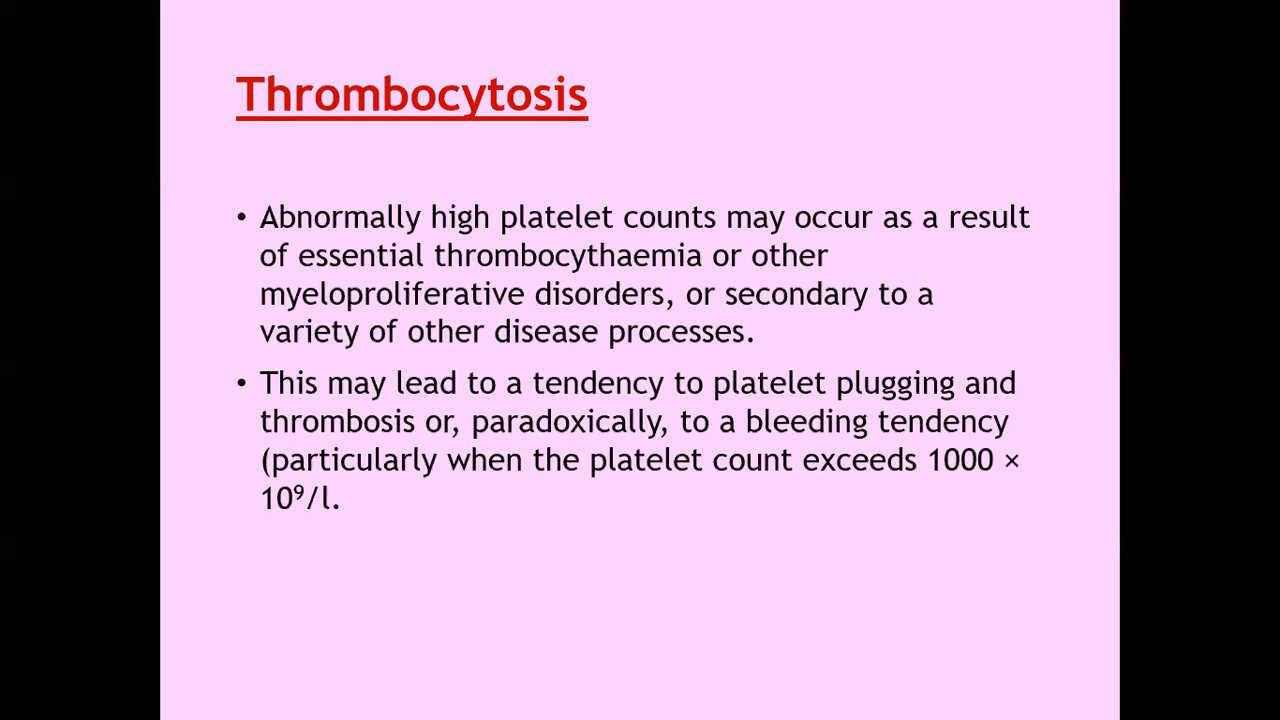 Thrombocytosis
• Abnormally high platelet counts may occur as a result
of essential thrombocythaemia or other
myeloproliferative disorders, or secondary to a
variety of other disease processes.
• This may lead to a tendency to platelet plugging and
thrombosis or, paradoxically, to a bleeding tendency
(particularly when the platelet count exceeds 1000 ×
10⁹/l.